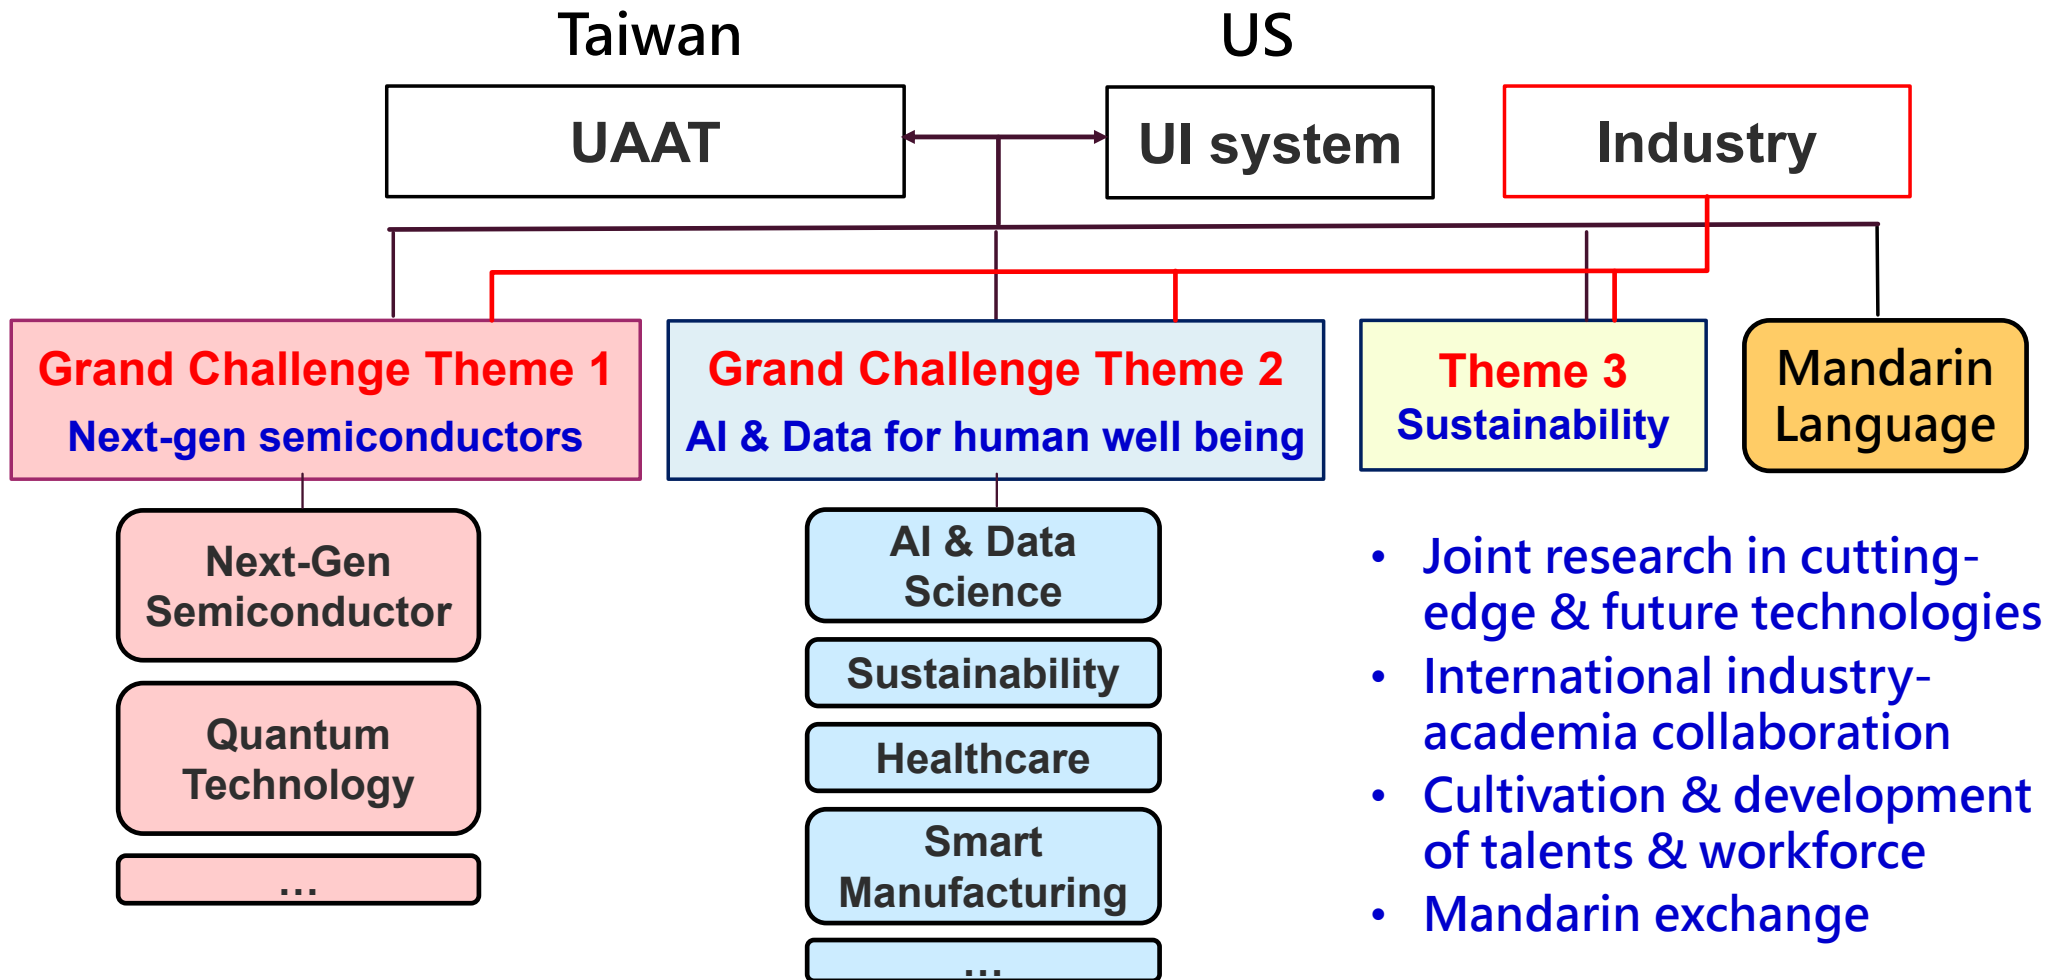 Taiwan
US
UAAT
UI system
Industry
Grand Challenge Theme 1
Next-gen semiconductors
Grand Challenge Theme 2
AI & Data for human well being
Theme 3
Sustainability
Mandarin
Language
Next-Gen
Semiconductor
Quantum
Technology
...
AI & Data
Science
Sustainability
Healthcare
Smart
Manufacturing
...
• Joint research in cutting-
edge & future technologies
• International industry-
academia collaboration
• Cultivation & development
of talents & workforce
• Mandarin exchange